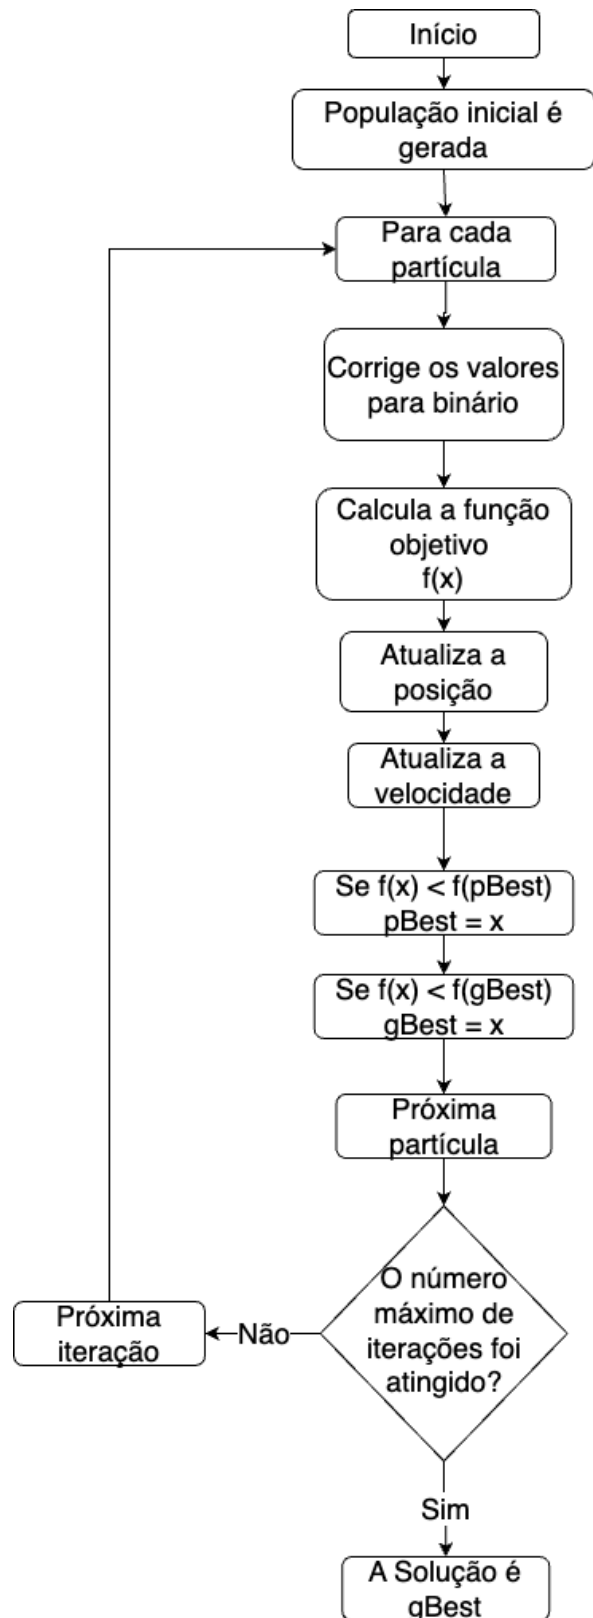 Início
População inicial é
gerada
Para cada
partícula
Corrige os valores
para binário
Calcula a função
objetivo
f(x)
Atualiza a
posição
Atualiza a
velocidade
Se f(x) < f(pBest)
pBest = x
Se f(x) < f(gBest)
gBest = x
Próxima
partícula
O número
máximo de
iterações foi
atingido?
Não
Próxima
iteração
Sim
A Solução é
gBest